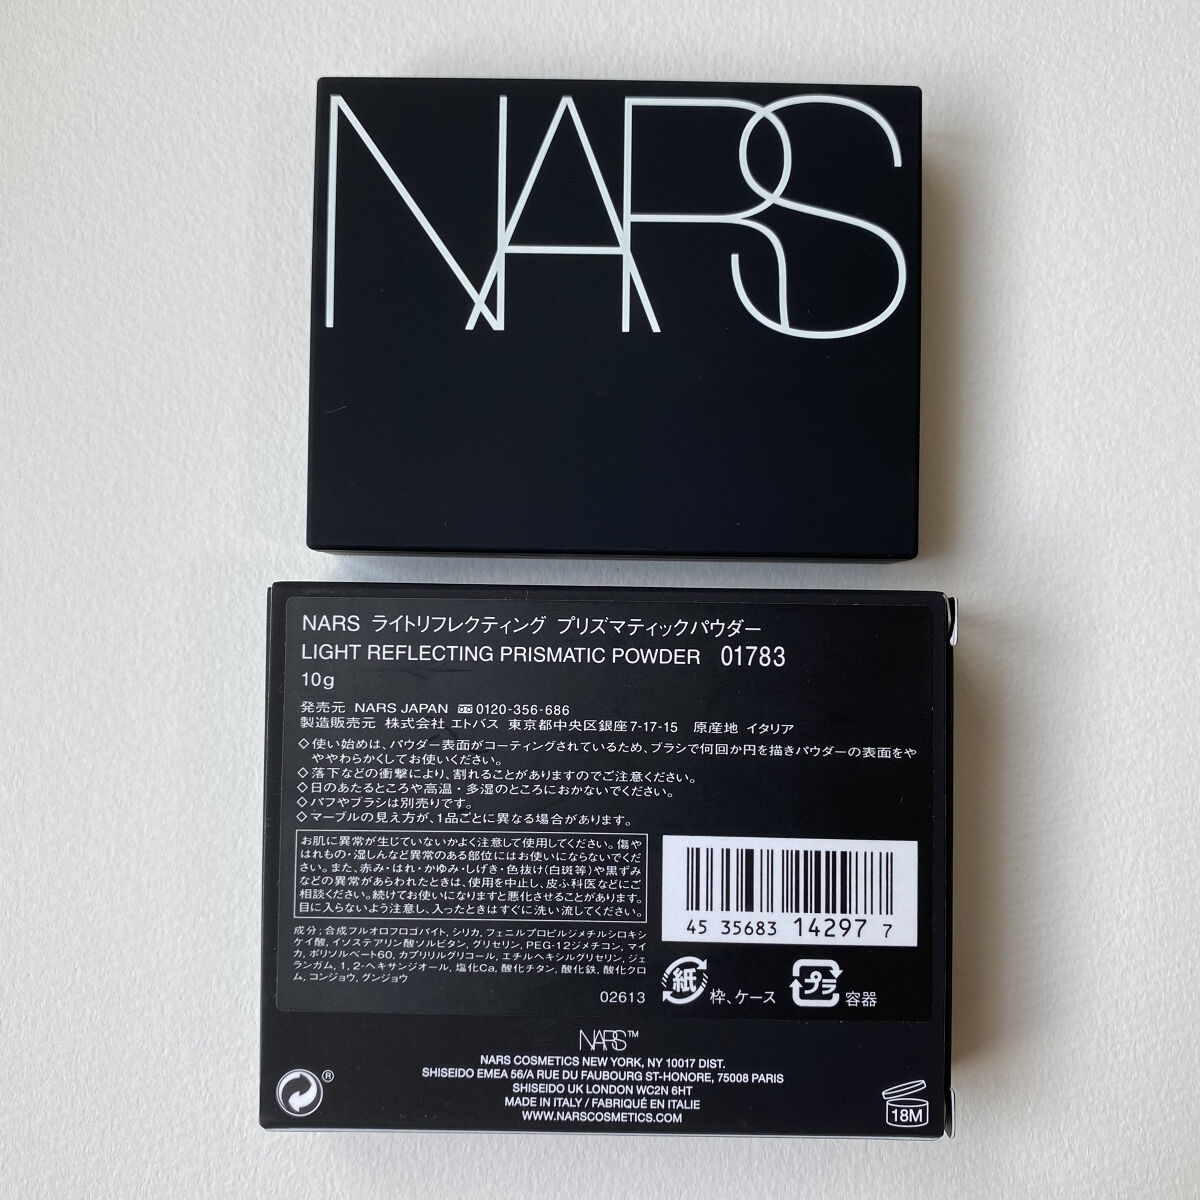 NARS
NARS ライトリフレクティング プリズマティックパウダー
LIGHT REFLECTING PRISMATIC POWDER 01783
10g
発売元 NARS JAPAN 0120-356-686
製造販売元 株式会社 エトバス 東京都中央区銀座7-17-15 原産地 イタリア
◇使い始めは、パウダー表面がコーティングされているため、ブラシで何回か円を描きパウダーの表面をや
ややわらかくしてお使いください。
◇落下などの衝撃により、割れることがありますのでご注意ください。
◇日のあたるところや高温・多湿のところにおかないでください。
◇パフやブラシは別売りです。
◇マーブルの見え方が、1品ごとに異なる場合があります。
お肌に異常が生じていないかよく注意して使用してください。傷や
はれもの・湿しんなど異常のある部位にはお使いにならないでくだ
さい。また、赤み・はれ・かゆみ・しげき・色抜け(白斑等)や黒ずみ
などの異常があらわれたときは、使用を中止し、皮ふ科医などにご
相談ください。続けてお使いになりますと悪化することがあります。
目に入らないよう注意し、入ったときはすぐに洗い流してください。
成分;合成フルオロフロゴパイト、シリカ、フェニルプロピルジメチルシロキシ
ケイ酸、イソステアリン酸ソルビタン、グリセリン、PEG-12ジメチコン、マイ
カ、ポリソルベート60、カプリリルグリコール、エチルヘキシルグリセリン、ジェ
ランガム、1,2-ヘキサンジオール、塩化Ca、酸化チタン、酸化鉄、酸化クロ
ム、コンジョウ、グンジョウ
02613
45 35683 14297 7
紙 枠、ケース
プラ 容器
NARS™
NARS COSMETICS NEW YORK, NY 10017 DIST.
SHISEIDO EMEA 56/A RUE DU FAUBOURG ST-HONORE, 75008 PARIS
SHISEIDO UK LONDON WC2N 6HT
MADE IN ITALY / FABRIQUÉ EN ITALIE
WWW.NARSCOSMETICS.COM
®
18M